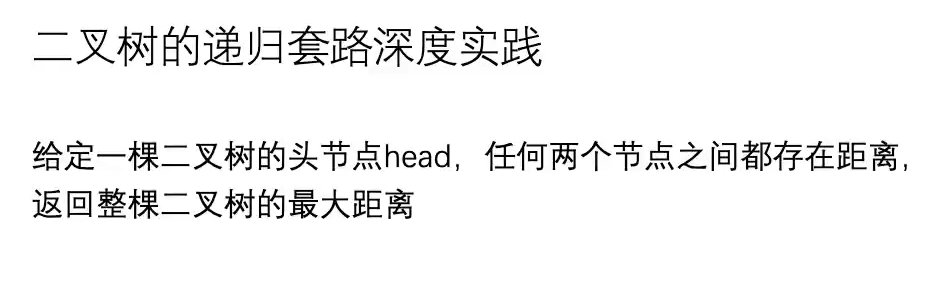 二叉树的递归套路深度实践
给定一棵二叉树的头节点head，任何两个节点之间都存在距离，
返回整棵二叉树的最大距离